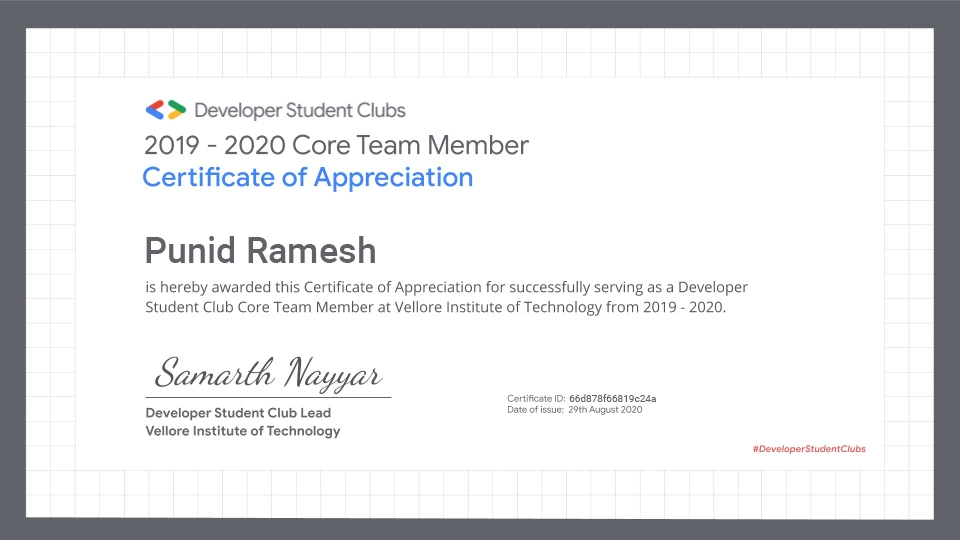 Developer Student Clubs
2019 - 2020 Core Team Member
Certificate of Appreciation
Punid Ramesh
is hereby awarded this Certificate of Appreciation for successfully serving as a Developer
Student Club Core Team Member at Vellore Institute of Technology from 2019 - 2020.
Samarth Nayyar
Developer Student Club Lead
Vellore Institute of Technology
Certificate ID: 66d878f66819c24a
Date of issue: 29th August 2020
#DeveloperStudentClubs